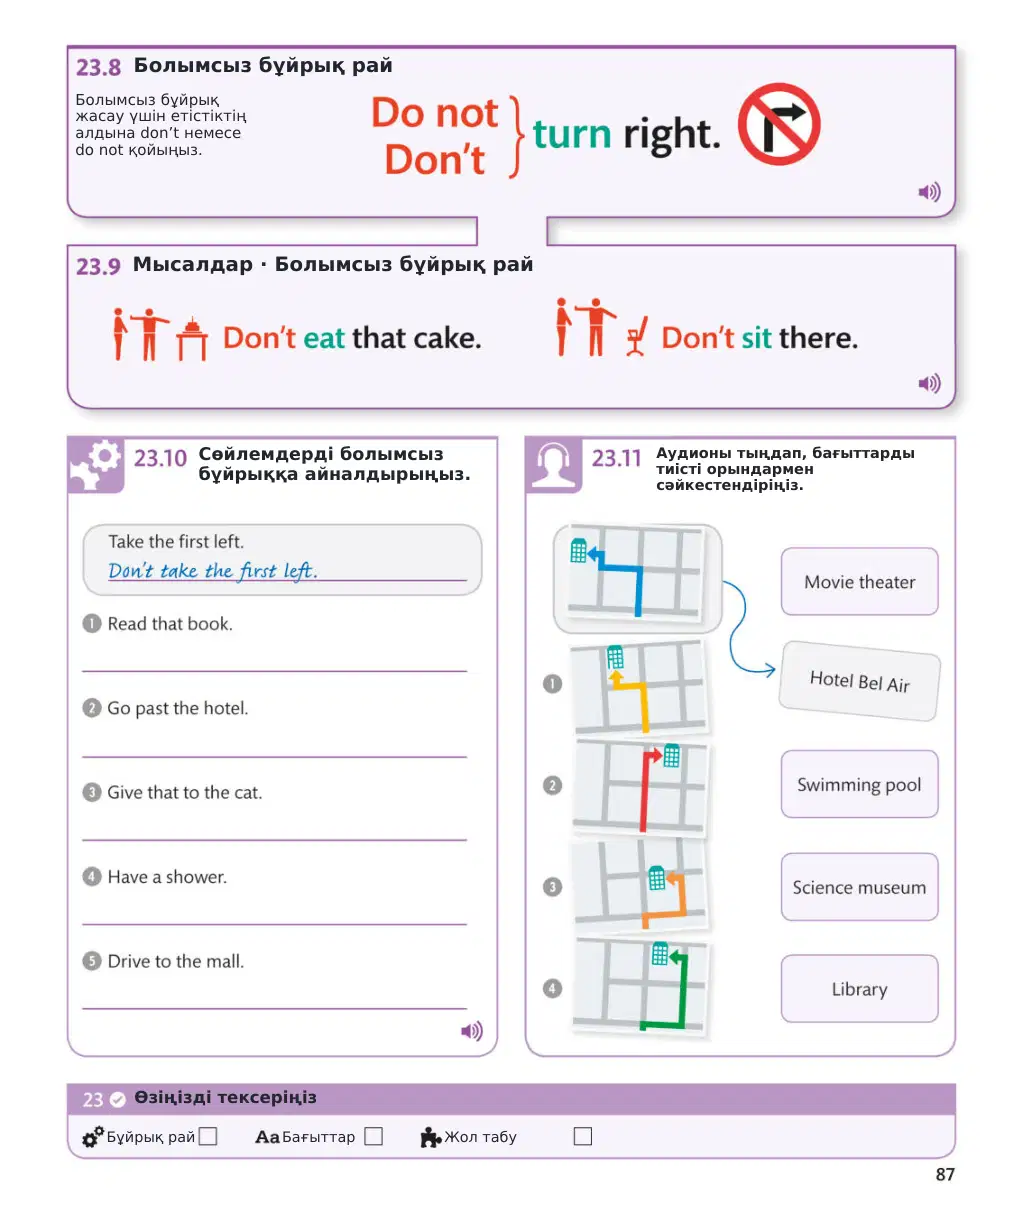 23.8 Болымсыз бұйрық рай
Болымсыз бұйрық
жасау үшін етістіктің
алдына don’t немесе
do not қойыңыз.
Do not
Don’t
turn right.
23.9 Мысалдар · Болымсыз бұйрық рай
Don’t eat that cake.
Don’t sit there.
23.10 Сөйлемдерді болымсыз
бұйрыққа айналдырыңыз.
Take the first left.
Don’t take the first left.
1 Read that book.
2 Go past the hotel.
3 Give that to the cat.
4 Have a shower.
5 Drive to the mall.
23.11 Аудионы тыңдап, бағыттарды
тиісті орындармен
сәйкестендіріңіз.
Movie theater
1
Hotel Bel Air
2
Swimming pool
3
Science museum
4
Library
23 Өзіңізді тексеріңіз
Бұйрық рай
Aa Бағыттар
Жол табу
87